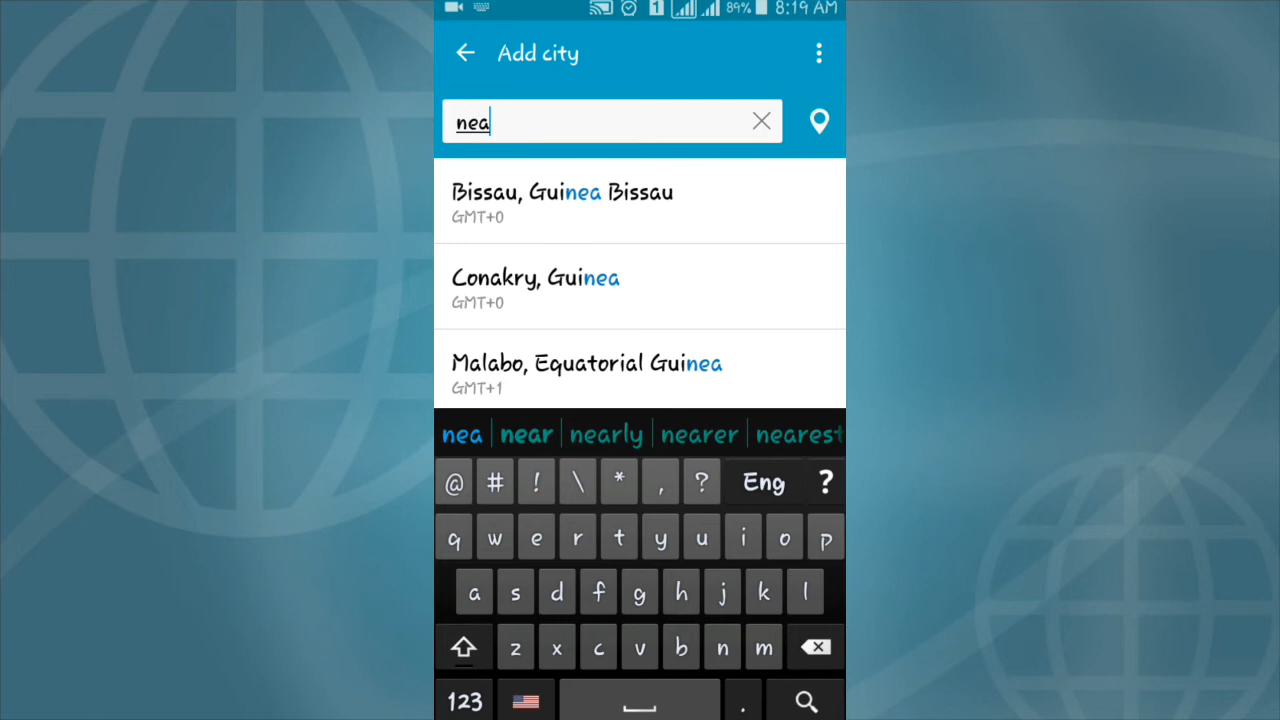 1 89% 8:19 AM
Add city
nea
Bissau, Guinea Bissau
GMT+0
Conakry, Guinea
GMT+0
Malabo, Equatorial Guinea
GMT+1
nea near nearly nearer nearest
@ # ! \ * , ? Eng ?
q w e r t y u i o p
a s d f g h j k l
z x c v b n m
123 .